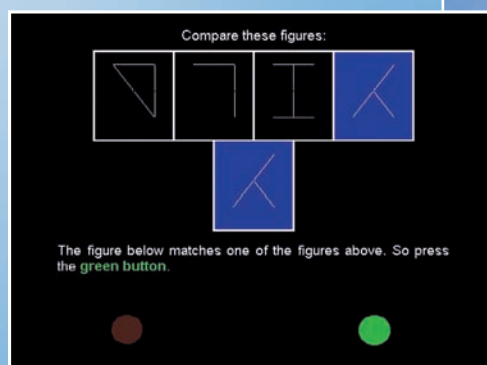 Compare these figures:
The figure below matches one of the figures above. So press
the green button.